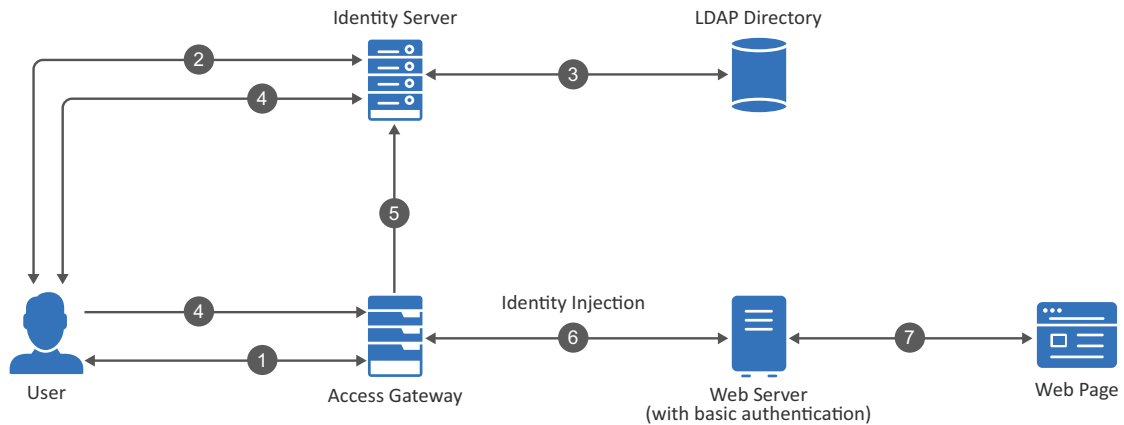 Identity Server
LDAP Directory
2
3
4
5
Identity Injection
4
6
7
1
User
Access Gateway
Web Server
(with basic authentication)
Web Page